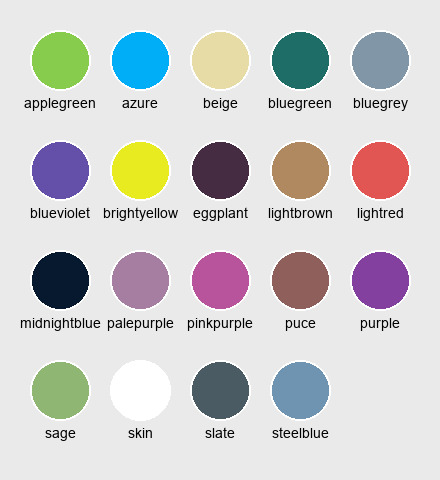 applegreen azure beige bluegreen bluegrey
blueviolet brightyellow eggplant lightbrown lightred
midnightblue palepurple pinkpurple puce purple
sage skin slate steelblue